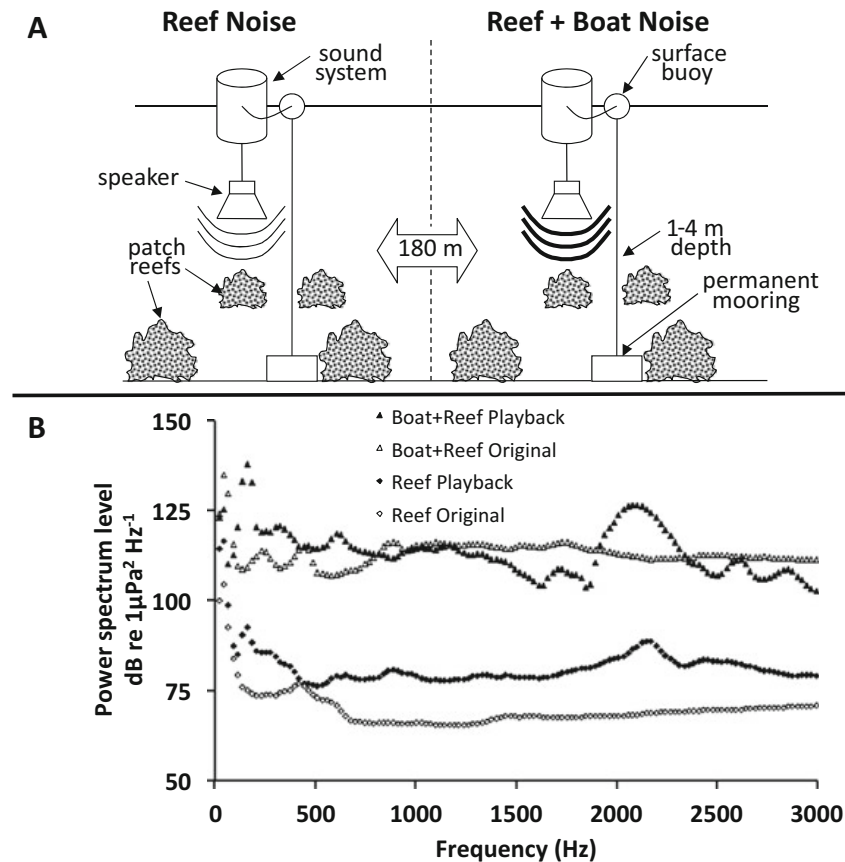 A
Reef Noise
Reef + Boat Noise
sound
system
surface
buoy
speaker
180 m
1-4 m
depth
patch
reefs
permanent
mooring
B
150
125
100
75
50
Power spectrum level
dB re 1µPa² Hz⁻¹
Boat+Reef Playback
Boat+Reef Original
Reef Playback
Reef Original
0
500
1000
1500
2000
2500
3000
Frequency (Hz)